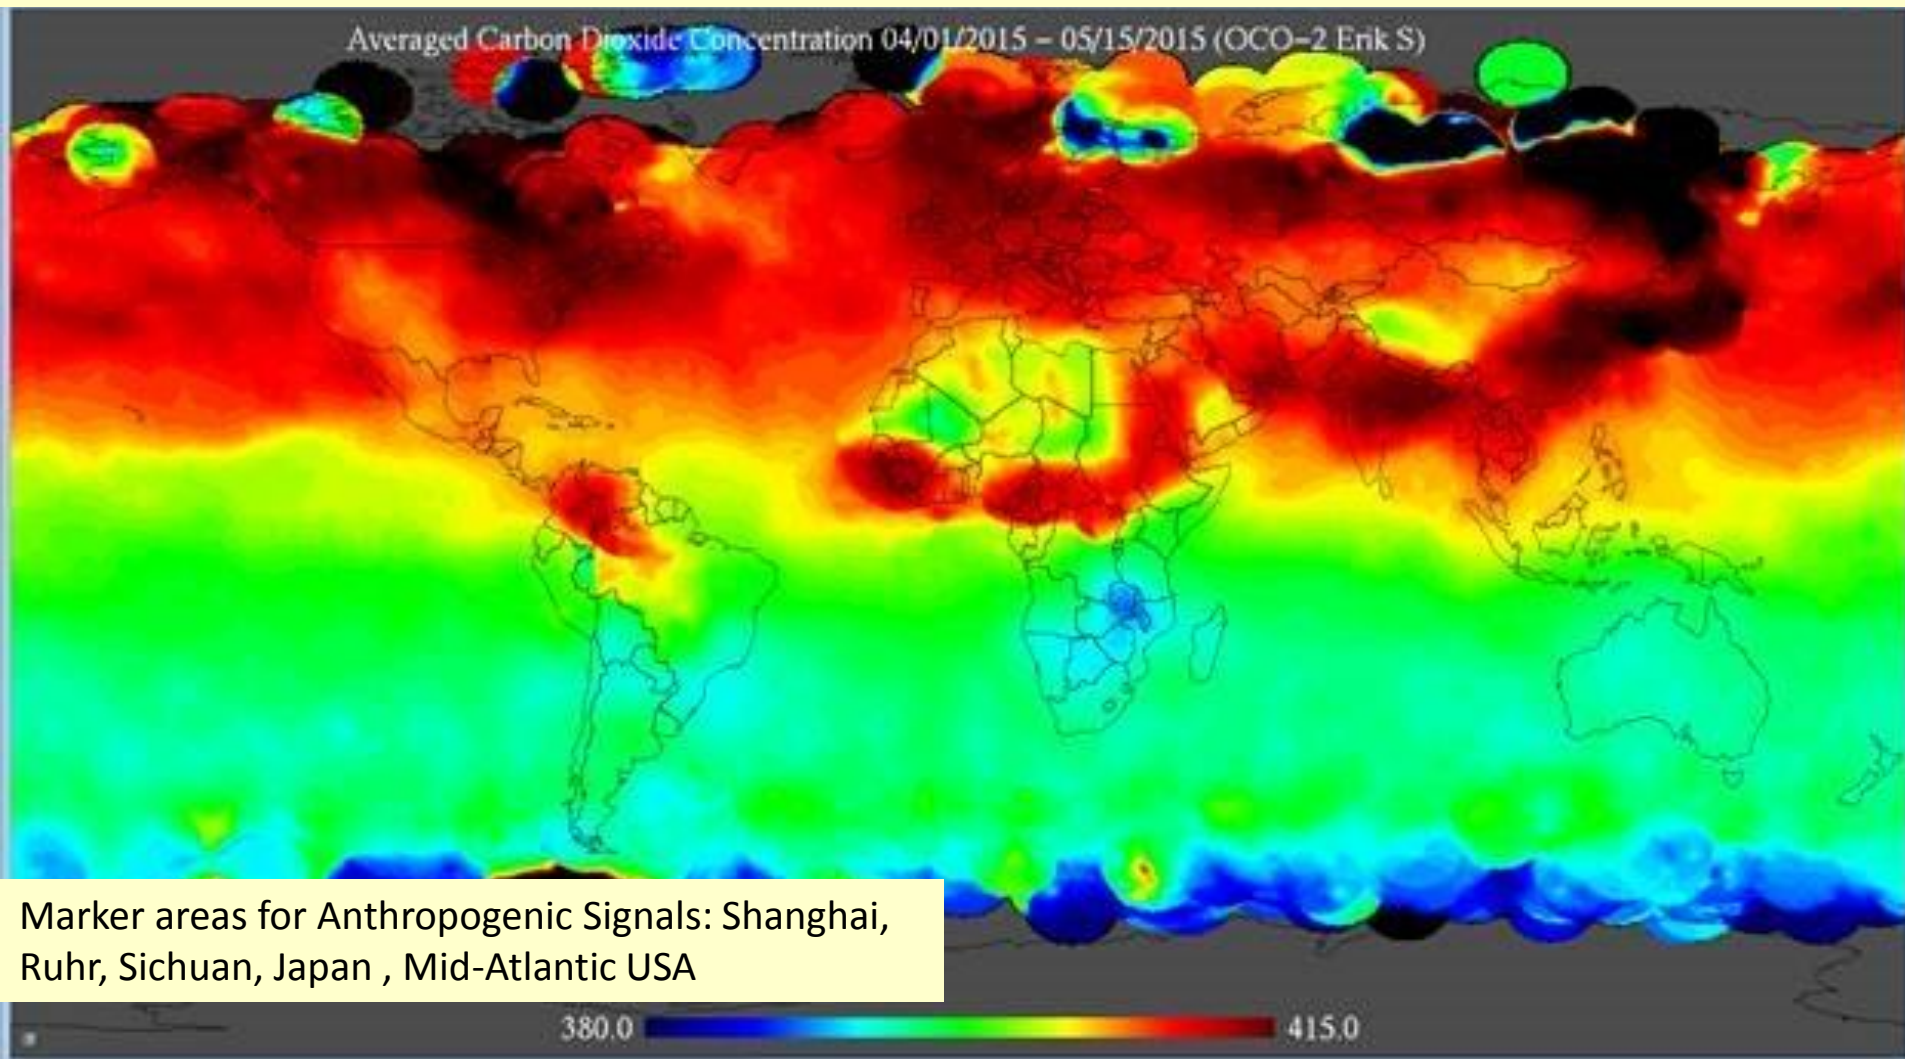 Averaged Carbon Dioxide Concentration 04/01/2015 – 05/15/2015 (OCO–2 Erik S)
Marker areas for Anthropogenic Signals: Shanghai,
Ruhr, Sichuan, Japan , Mid-Atlantic USA
380.0 415.0